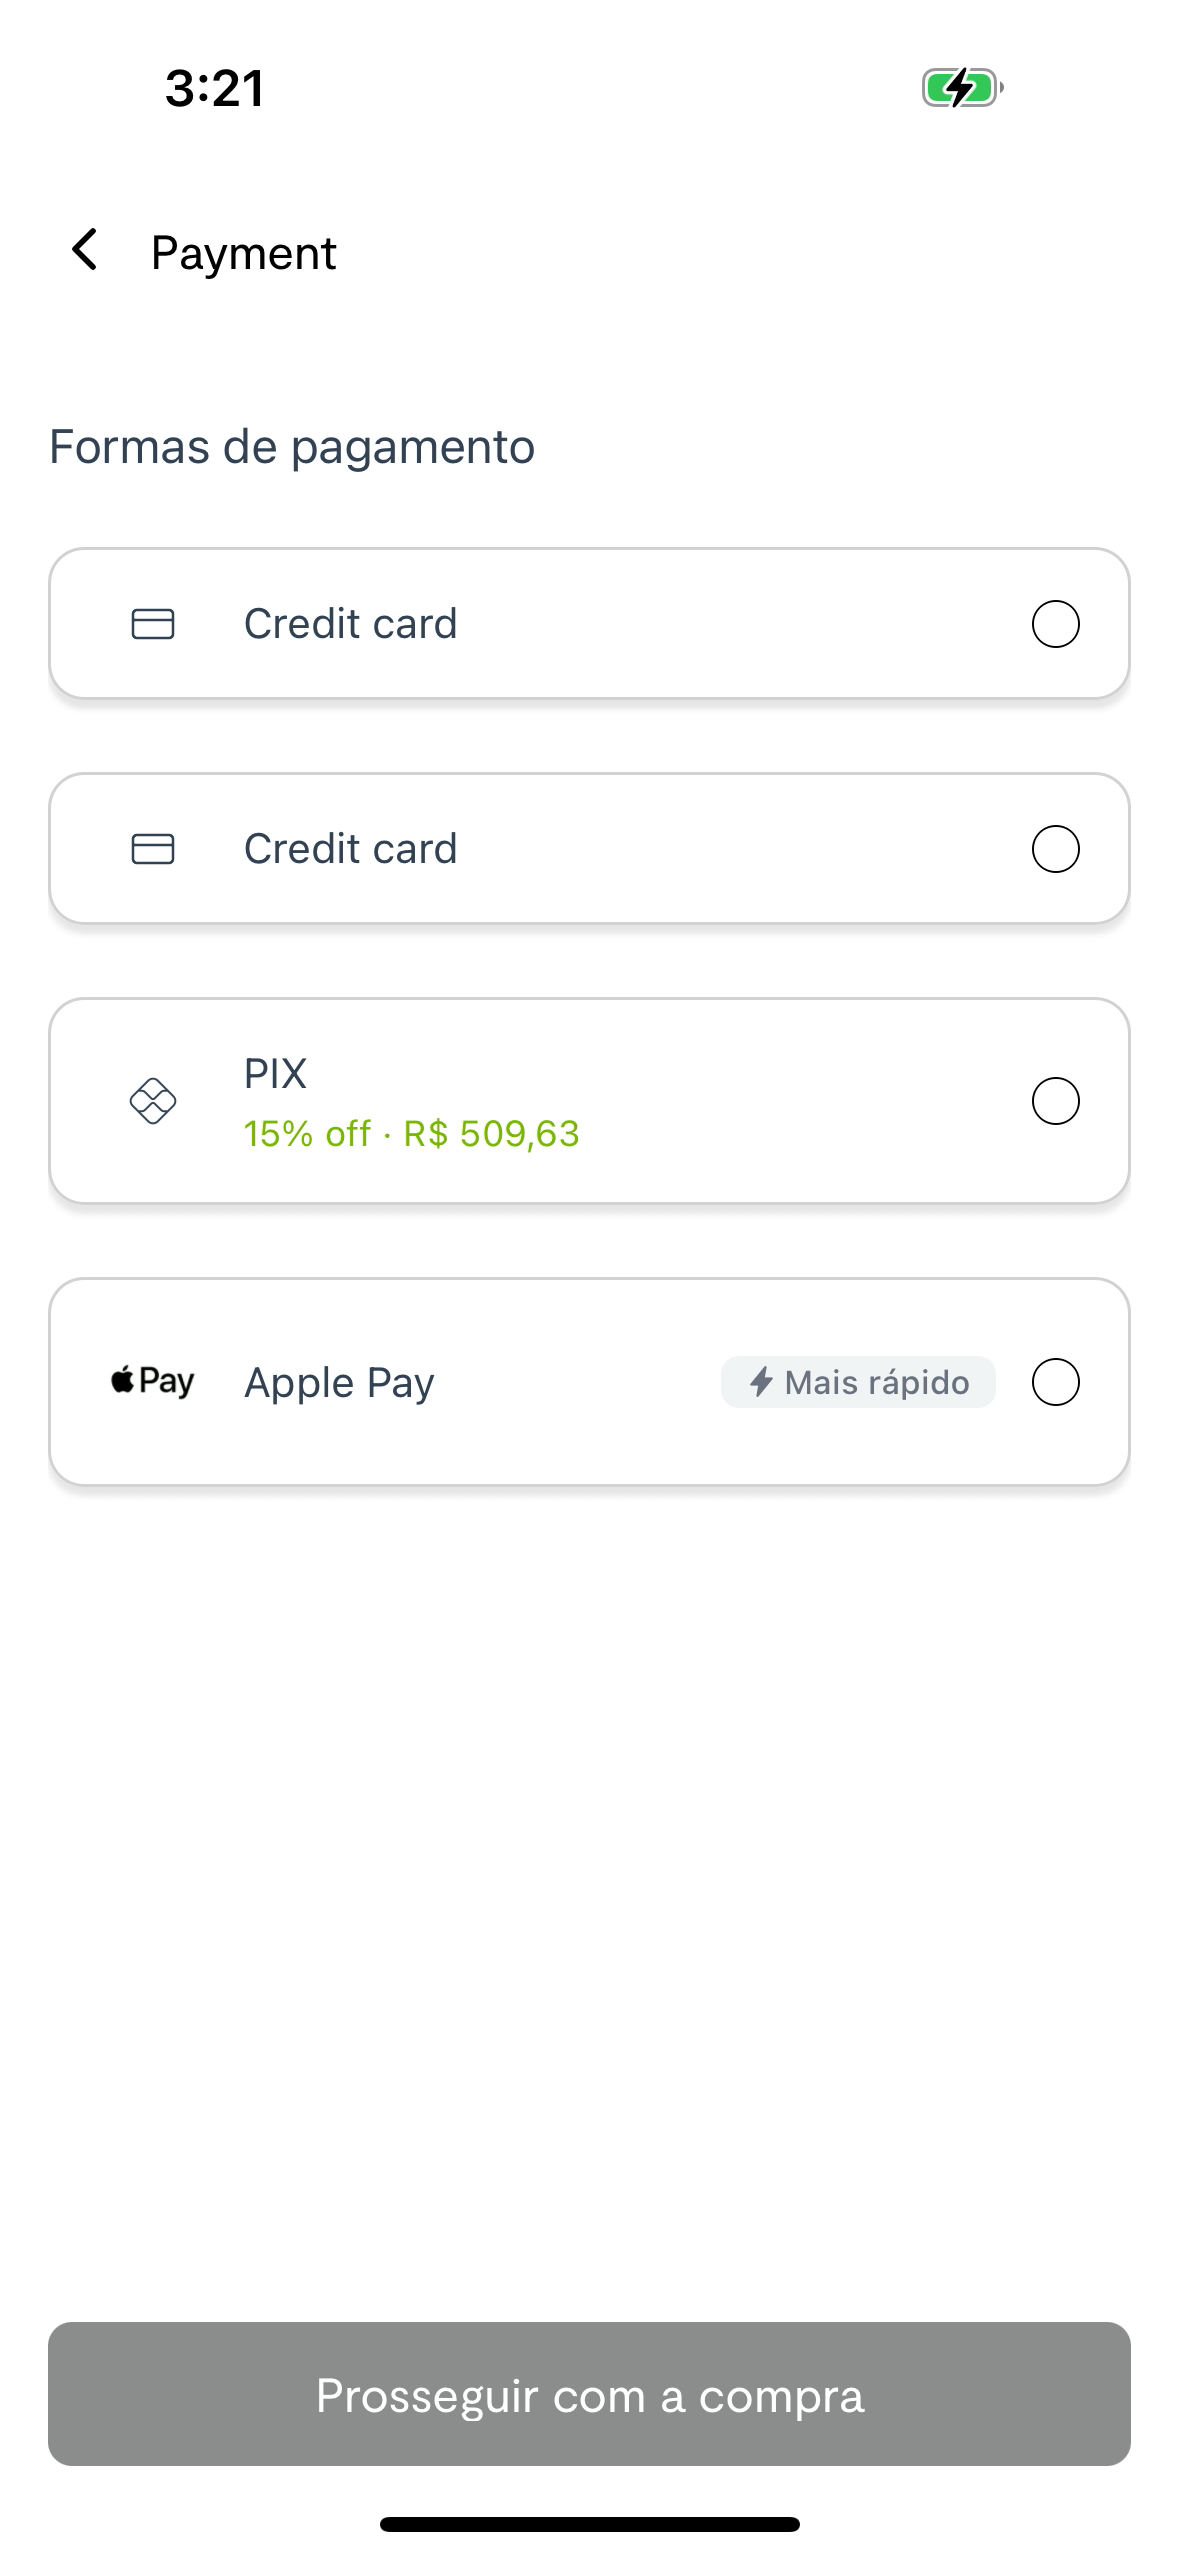 3:21
Payment
Formas de pagamento
Credit card
Credit card
PIX
15% off · R$ 509,63
Pay Apple Pay Mais rápido
Prosseguir com a compra